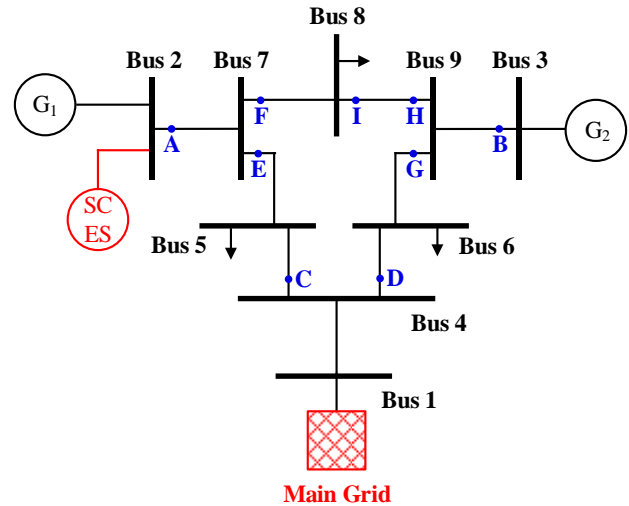 Bus 8
Bus 2
Bus 7
Bus 9
Bus 3
G1
F
I
H
A
B
G2
E
G
SC
ES
Bus 5
Bus 6
C
D
Bus 4
Bus 1
Main Grid